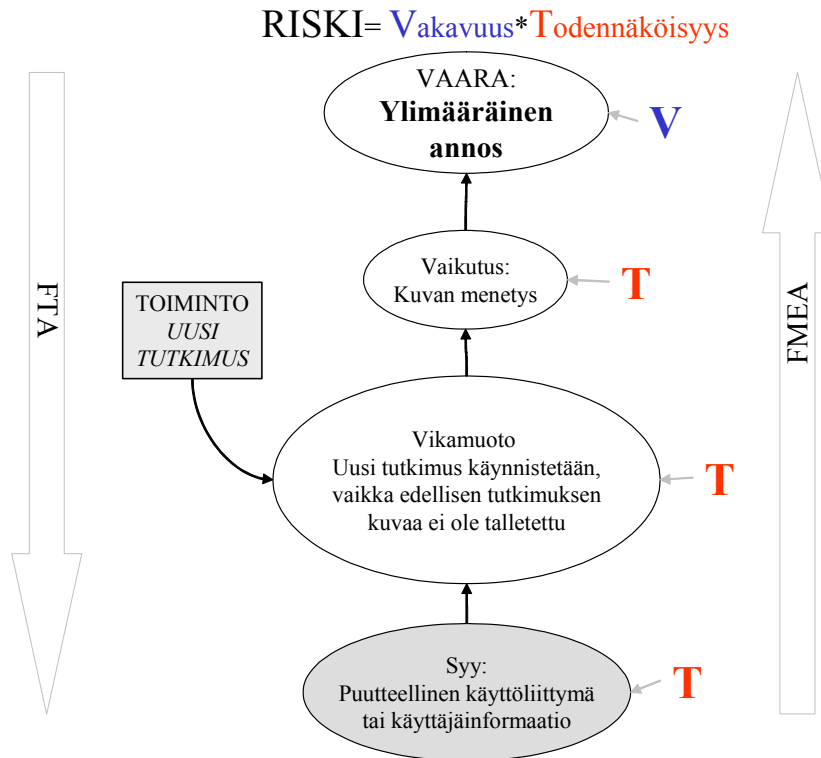 RISKI= Vakavuus*Todennäköisyys
VAARA:
Ylimääräinen
annos
V
Vaikutus:
Kuvan menetys
T
FTA
TOIMINTO
UUSI
TUTKIMUS
FMEA
Vikamuoto
Uusi tutkimus käynnistetään,
vaikka edellisen tutkimuksen
kuvaa ei ole talletettu
T
Syy:
Puutteellinen käyttöliittymä
tai käyttäjäinformaatio
T